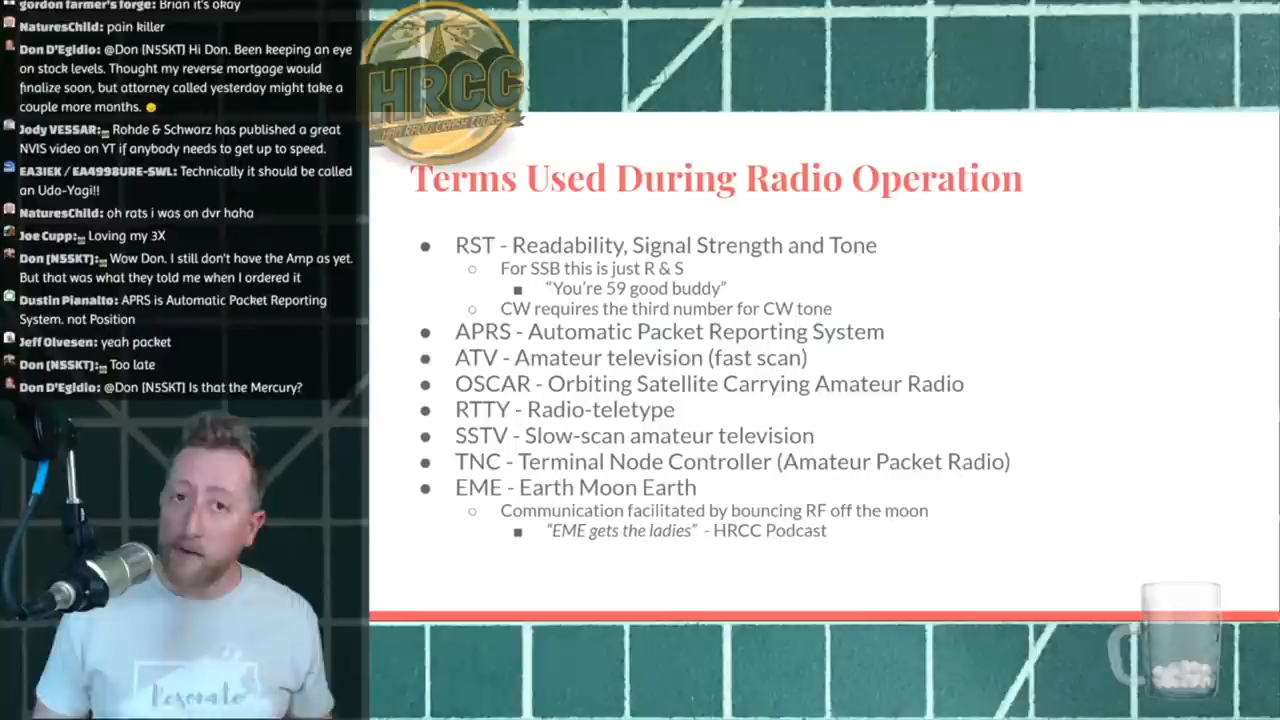 gordon farmer's forge: Brian it's okay
NaturesChild: pain killer
Don D'Egidio: @Don [N5SKT] Hi Don. Been keeping an eye
on stock levels. Thought my reverse mortgage would
finalize soon, but attorney called yesterday might take a
couple more months.
Jody VESSAR: Rohde & Schwarz has published a great
NVIS video on YT if anybody needs to get up to speed.
EA3IEK / EA4998URE-SWL: Technically it should be called
an Uda-Yagi!!
NaturesChild: oh rats i was on dvr haha
Joe Cupp: Loving my 3X
Don [N5SKT]: Wow Don. I still don't have the Amp as yet.
But that was what they told me when I ordered it
Dustin Pianalto: APRS is Automatic Packet Reporting
System. not Position
Jeff Olvesen: yeah packet
Don [N5SKT]: Too late
Don D'Egidio: @Don [N5SKT] Is that the Mercury?
HRCC
HAM RADIO CRASH COURSE
Terms Used During Radio Operation
● RST - Readability, Signal Strength and Tone
○ For SSB this is just R & S
■ “You're 59 good buddy”
○ CW requires the third number for CW tone
● APRS - Automatic Packet Reporting System
● ATV - Amateur television (fast scan)
● OSCAR - Orbiting Satellite Carrying Amateur Radio
● RTTY - Radio-teletype
● SSTV - Slow-scan amateur television
● TNC - Terminal Node Controller (Amateur Packet Radio)
● EME - Earth Moon Earth
○ Communication facilitated by bouncing RF off the moon
■ “EME gets the ladies” - HRCC Podcast
Resonate